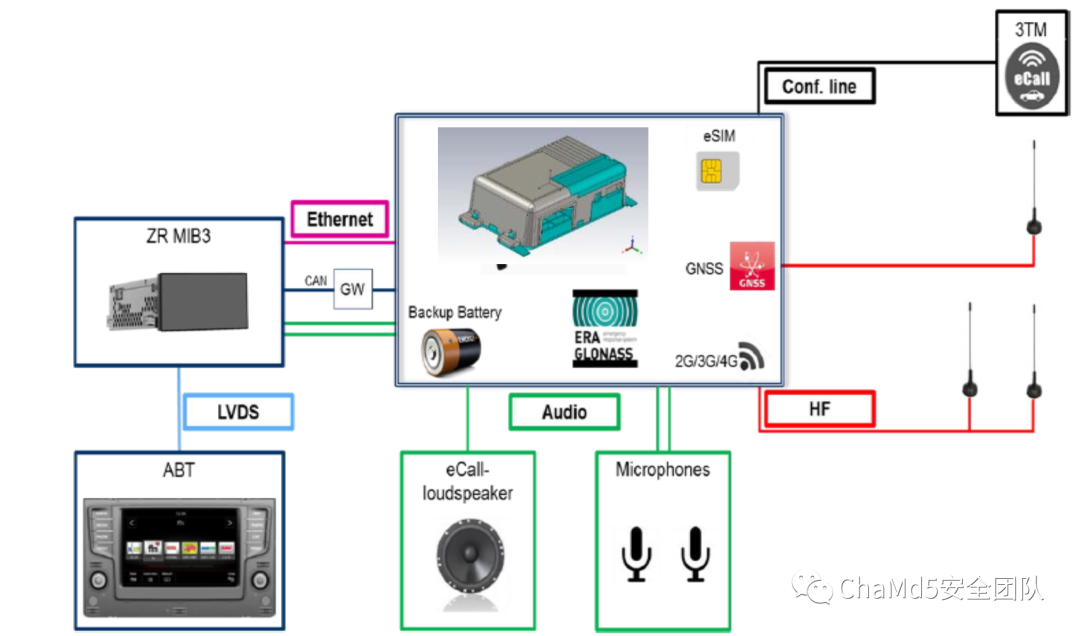 3TM
eCall
Conf. line
eSIM
Ethernet
ZR MIB3
CAN
GW
GNSS
GNSS
Backup Battery
ERA
GLONASS
2G/3G/4G
LVDS
Audio
HF
ABT
eCall-
loudspeaker
Microphones
ChaMd5安全团队